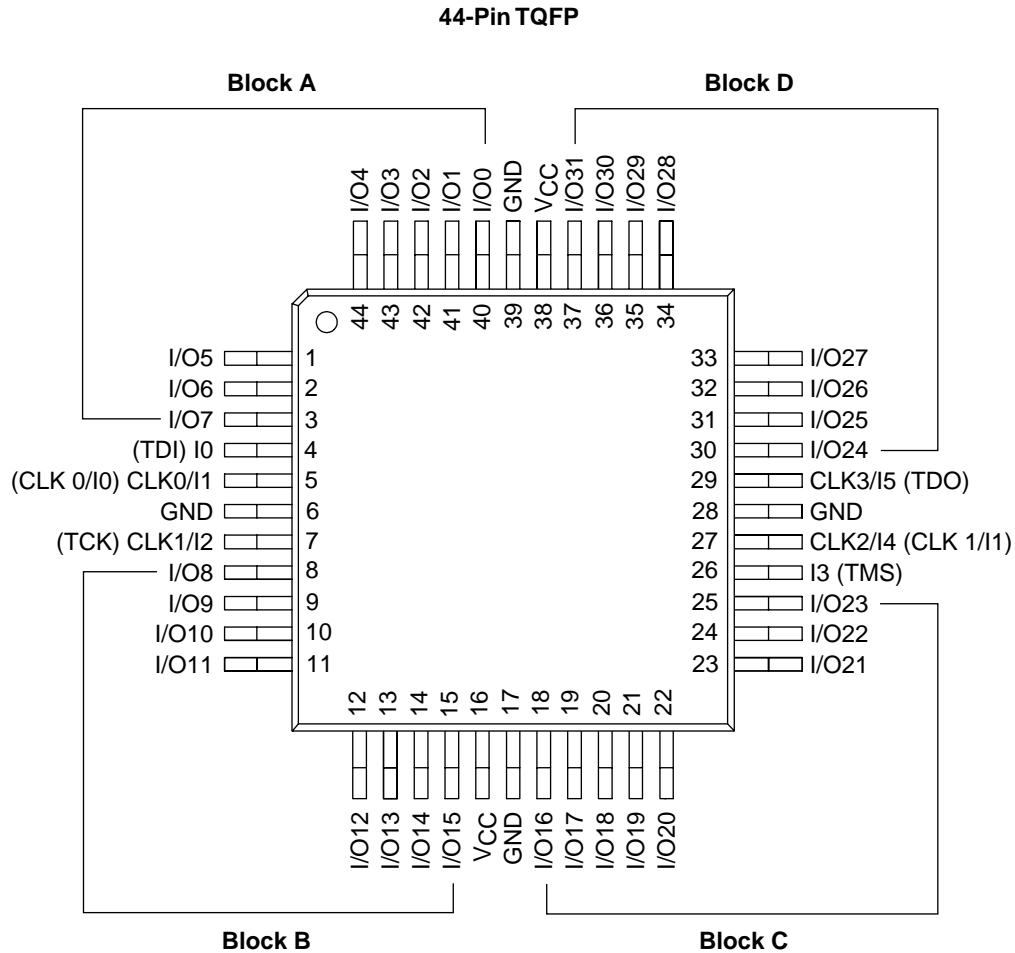 44-Pin TQFP
Block A
Block D
I/O4
I/O3
I/O2
I/O1
I/O0
GND
VCC
I/O31
I/O30
I/O29
I/O28
44
43
42
41
40
39
38
37
36
35
34
I/O5 1
I/O6 2
I/O7 3
(TDI) I0 4
(CLK 0/I0) CLK0/I1 5
GND 6
(TCK) CLK1/I2 7
I/O8 8
I/O9 9
I/O10 10
I/O11 11
33 I/O27
32 I/O26
31 I/O25
30 I/O24
29 CLK3/I5 (TDO)
28 GND
27 CLK2/I4 (CLK 1/I1)
26 I3 (TMS)
25 I/O23
24 I/O22
23 I/O21
12
13
14
15
16
17
18
19
20
21
22
I/O12
I/O13
I/O14
I/O15
VCC
GND
I/O16
I/O17
I/O18
I/O19
I/O20
Block B
Block C